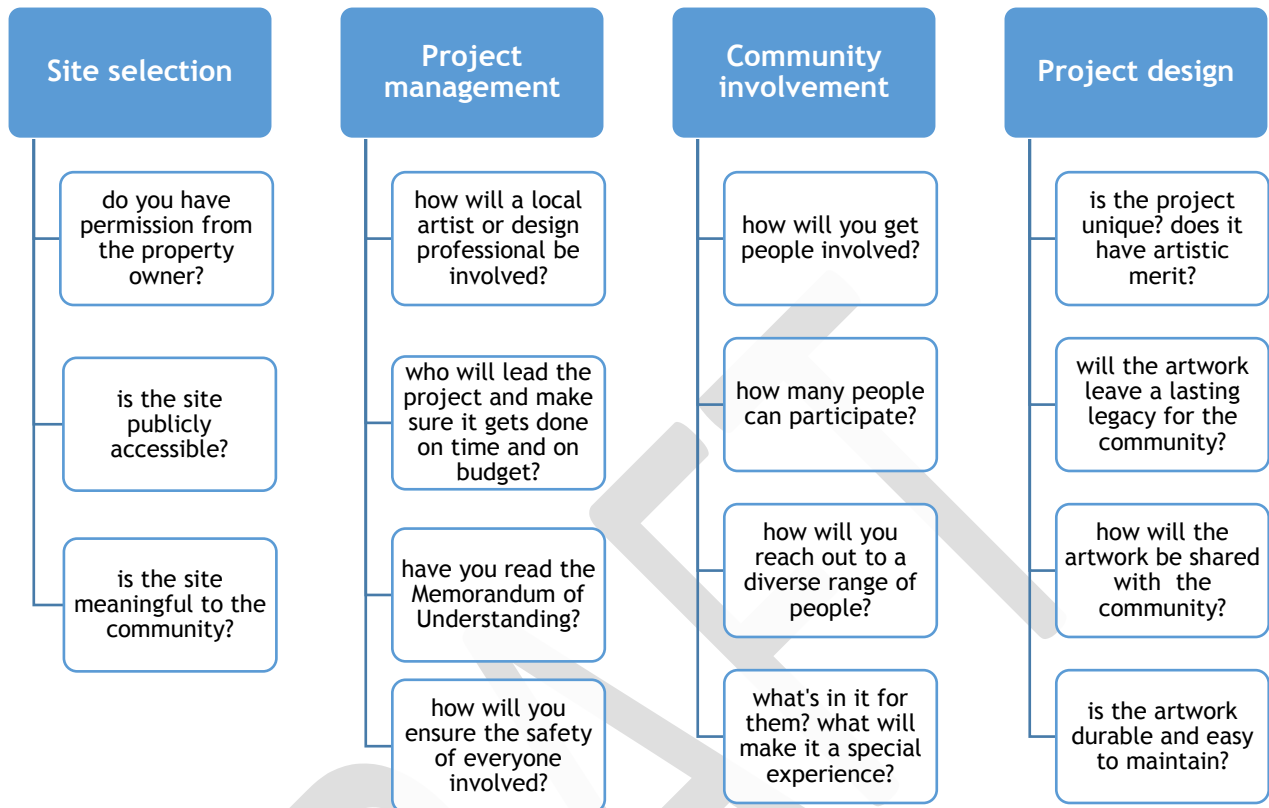 Site selection
do you have
permission from
the property
owner?
is the site
publicly
accessible?
is the site
meaningful to the
community?
Project
management
how will a local
artist or design
professional be
involved?
who will lead the
project and make
sure it gets done
on time and on
budget?
have you read the
Memorandum of
Understanding?
how will you
ensure the safety
of everyone
involved?
Community
involvement
how will you get
people involved?
how many people
can participate?
how will you
reach out to a
diverse range of
people?
what's in it for
them? what will
make it a special
experience?
Project design
is the project
unique? does it
have artistic
merit?
will the artwork
leave a lasting
legacy for the
community?
how will the
artwork be shared
with  the
community?
is the artwork
durable and easy
to maintain?